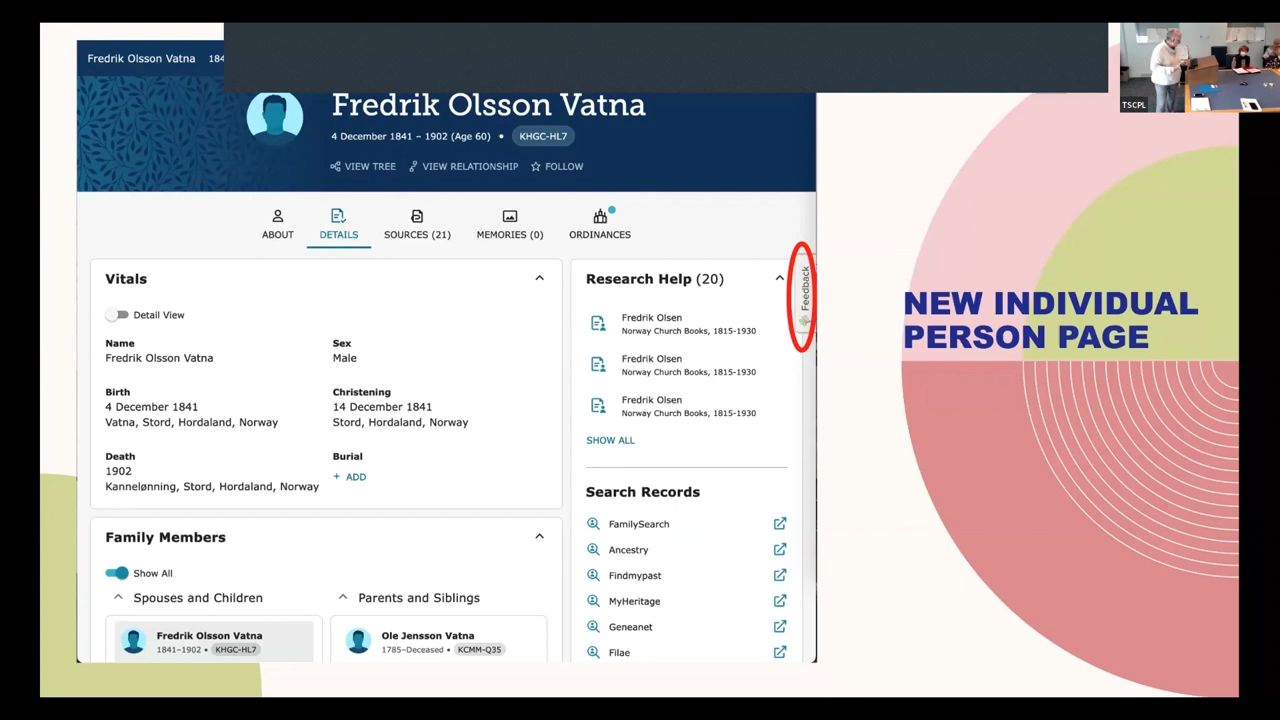 Fredrik Olsson Vatna
Fredrik Olsson Vatna
4 December 1841 – 1902 (Age 60) • KHGC-HL7
VIEW TREE VIEW RELATIONSHIP FOLLOW
TSCPL
ABOUT DETAILS SOURCES (21) MEMORIES (0) ORDINANCES
Vitals
Detail View
Name Sex
Fredrik Olsson Vatna Male
Birth Christening
4 December 1841 14 December 1841
Vatna, Stord, Hordaland, Norway Stord, Hordaland, Norway
Death Burial
1902
+ ADD
Kannelønning, Stord, Hordaland, Norway
Family Members
Show All
Spouses and Children Parents and Siblings
Fredrik Olsson Vatna Ole Jensson Vatna
1841–1902 • KHGC-HL7 1785–Deceased • KCMM-Q35
Research Help (20)
Fredrik Olsen
Norway Church Books, 1815-1930
Fredrik Olsen
Norway Church Books, 1815-1930
Fredrik Olsen
Norway Church Books, 1815-1930
SHOW ALL
Search Records
FamilySearch
Ancestry
Findmypast
MyHeritage
Geneanet
Filae
Feedback
NEW INDIVIDUAL
PERSON PAGE